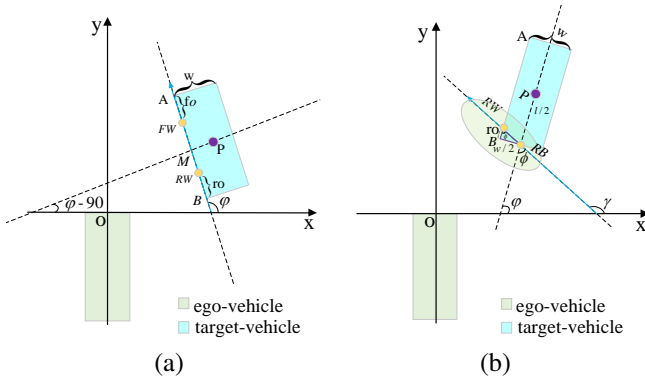 y
w
A
fo
FW
P
M
RW
ro
B
φ
φ-90
O
x
ego-vehicle
target-vehicle
(a)
y
A
w
P
l/2
RW
ro
B
w/2
RB
ϕ
φ
γ
O
x
ego-vehicle
target-vehicle
(b)